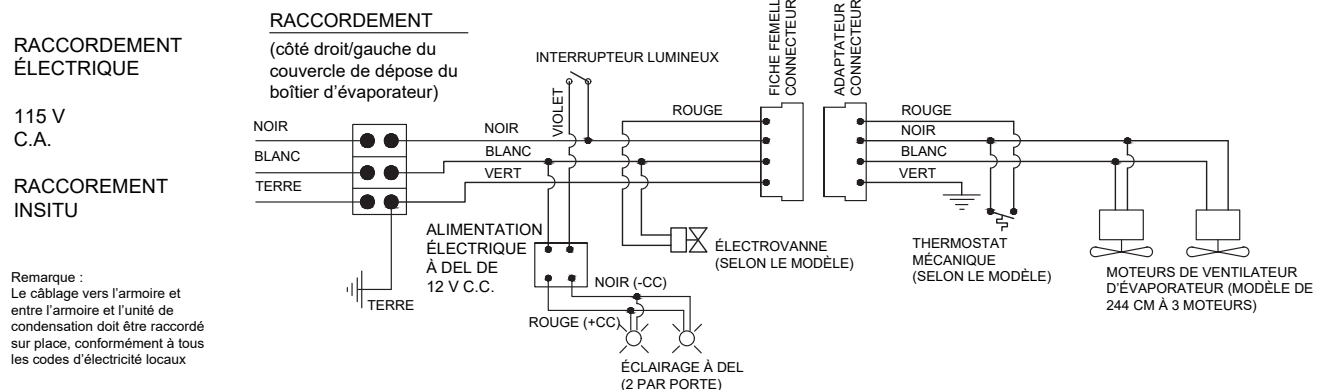 RACCORDEMENT
ÉLECTRIQUE
115 V
C.A.
RACCOREMENT
INSITU
Remarque :
Le câblage vers l'armoire et
entre l'armoire et l'unité de
condensation doit être raccordé
sur place, conformément à tous
les codes d'électricité locaux
RACCORDEMENT
(côté droit/gauche du
couvercle de dépose du
boîtier d'évaporateur)
NOIR
BLANC
TERRE
TERRE
INTERRUPTEUR LUMINEUX
VIOLET
NOIR
BLANC
VERT
ROUGE
ALIMENTATION
ÉLECTRIQUE
À DEL DE
12 V C.C.
NOIR (-CC)
ROUGE (+CC)
ÉCLAIRAGE À DEL
(2 PAR PORTE)
ÉLECTROVANNE
(SELON LE MODÈLE)
FICHE FEMELL
CONNECTEUR
ADAPTATEUR
CONNECTEUR
ROUGE
NOIR
BLANC
VERT
THERMOSTAT
MÉCANIQUE
(SELON LE MODÈLE)
MOTEURS DE VENTILATEUR
D'ÉVAPORATEUR (MODÈLE DE
244 CM À 3 MOTEURS)